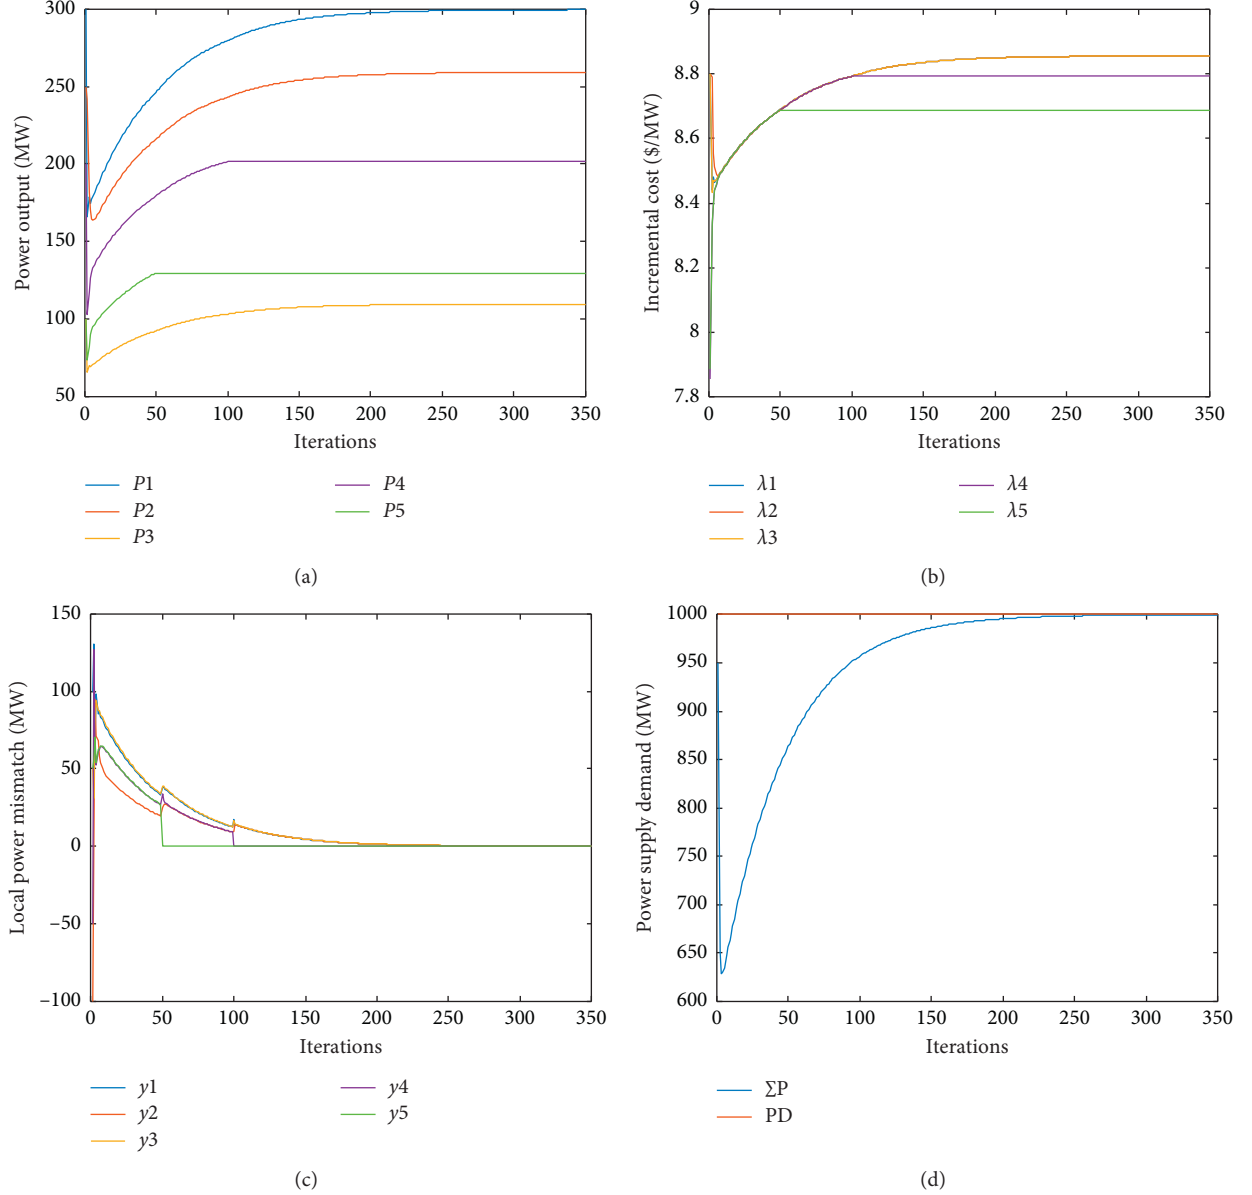 Power output (MW)
300
250
200
150
100
50
0 50 100 150 200 250 300 350
Iterations
P1
P2
P3
P4
P5
(a)
Incremental cost ($/MW)
9
8.8
8.6
8.4
8.2
8
7.8
0 50 100 150 200 250 300 350
Iterations
λ1
λ2
λ3
λ4
λ5
(b)
Local power mismatch (MW)
150
100
50
0
–50
–100
0 50 100 150 200 250 300 350
Iterations
y1
y2
y3
y4
y5
(c)
Power supply demand (MW)
1000
950
900
850
800
750
700
650
600
0 50 100 150 200 250 300 350
Iterations
ΣP
PD
(d)